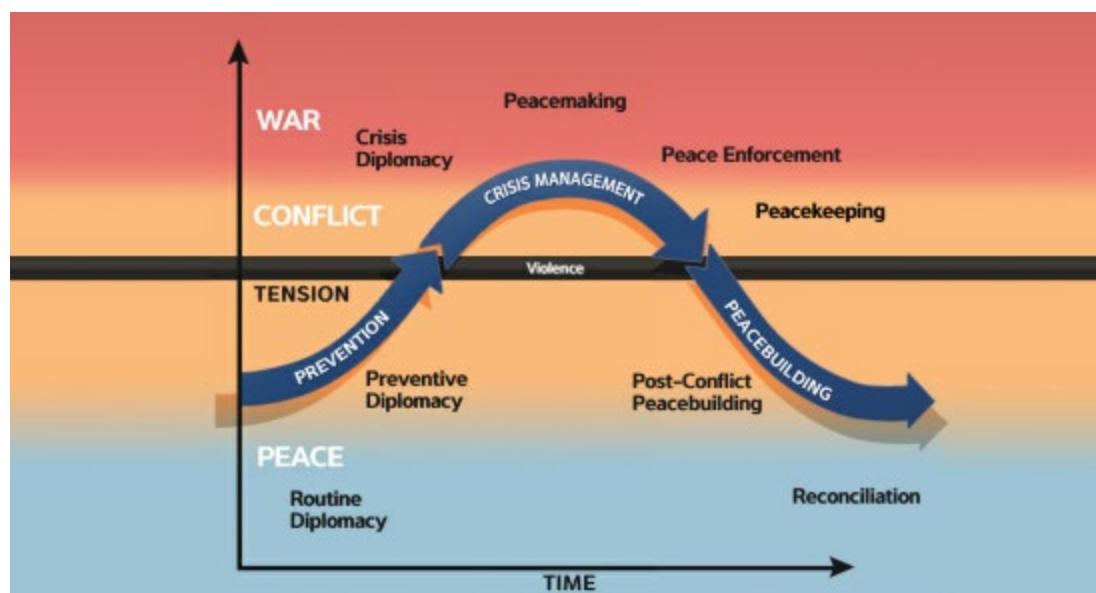 Peacemaking
WAR
Crisis
Diplomacy
Peace Enforcement
CRISIS MANAGEMENT
CONFLICT
Peacekeeping
Violence
TENSION
PREVENTION
PEACEBUILDING
Preventive
Diplomacy
Post-Conflict
Peacebuilding
PEACE
Routine
Diplomacy
Reconciliation
TIME